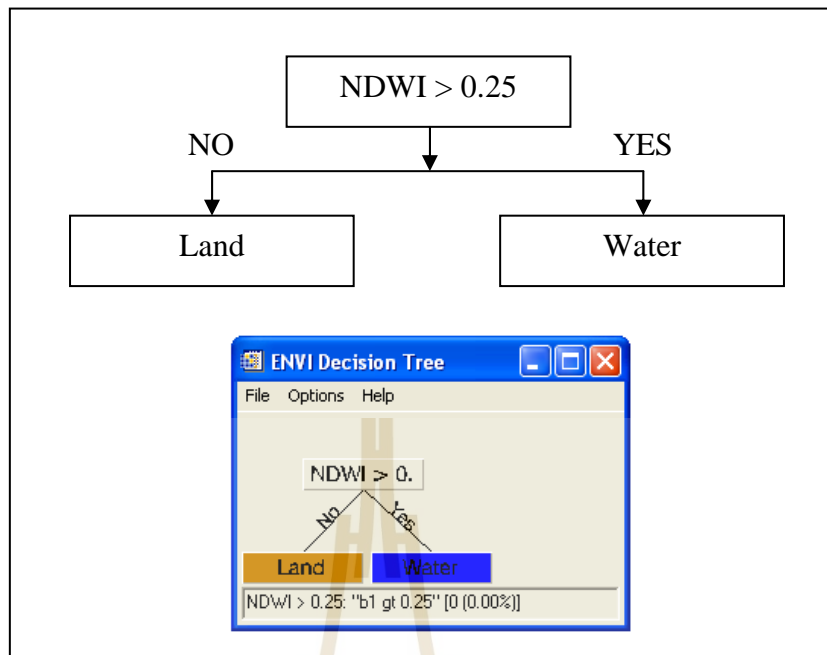 NDWI > 0.25
NO YES
Land Water
ENVI Decision Tree
File Options Help
NDWI > 0.
No Yes
Land Water
NDWI > 0.25: "b1 gt 0.25" [0 (0.00%)]